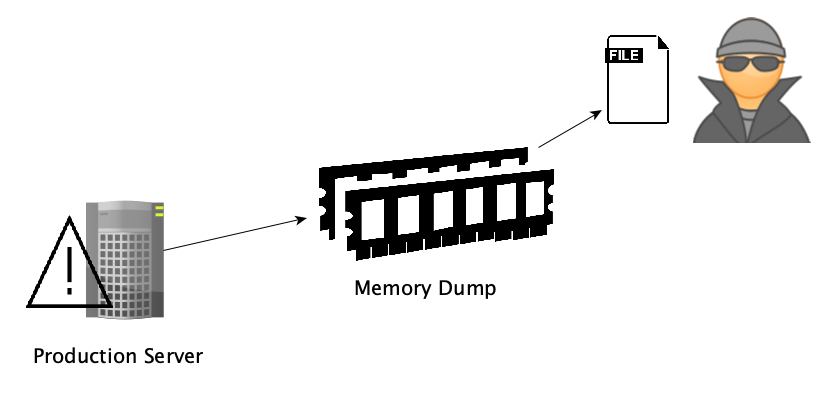 FILE
Memory Dump
Production Server